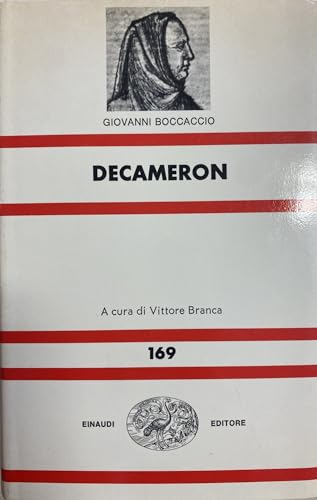 GIOVANNI BOCCACCIO
DECAMERON
A cura di Vittore Branca
169
EINAUDI EDITORE